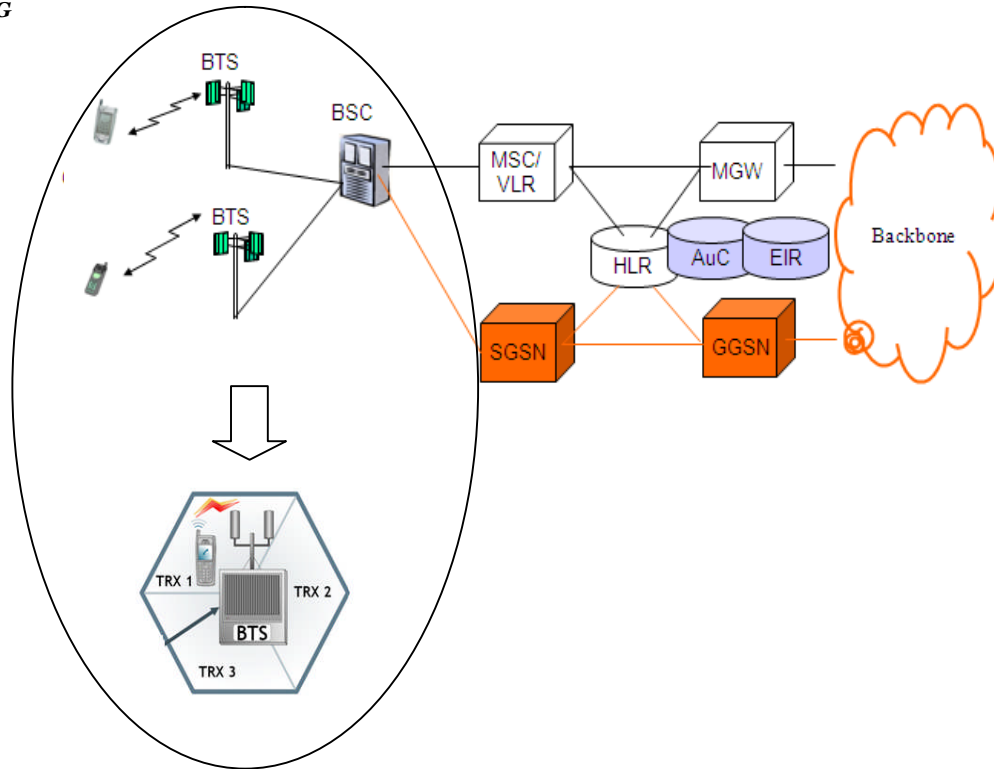 G
BTS
BSC
MSC/
VLR
MGW
BTS
HLR
AuC
EIR
Backbone
SGSN
GGSN
TRX 1
TRX 2
BTS
TRX 3